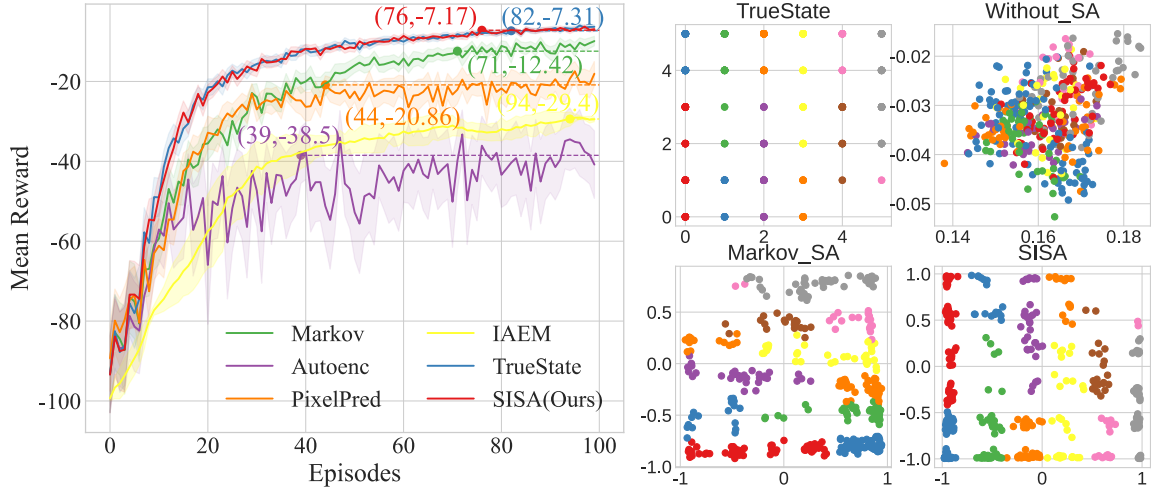 (76,-7.17) (82,-7.31)
(71,-12.42)
(94,-29.4)
(39,-38.5) (44,-20.86)
-20
-40
-60
-80
-100
Mean Reward
Markov IAEM
Autoenc TrueState
PixelPred SISA(Ours)
0 20 40 60 80 100
Episodes
TrueState
4
2
0
0 2 4
Without_SA
-0.02
-0.03
-0.04
-0.05
0.14 0.16 0.18
Markov_SA
0.5
0.0
-0.5
-1.0
-1 0 1
SISA
1.0
0.5
0.0
-0.5
-1.0
-1 0 1